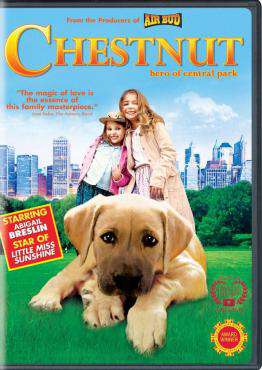 From the Producers of AIR BUD
CHESTNUT
hero of central park
"The magic of love is
the essence of
this family masterpiece."
STARRING
ABIGAIL
BRESLIN
STAR OF
LITTLE MISS
SUNSHINE
AWARD
WINNER